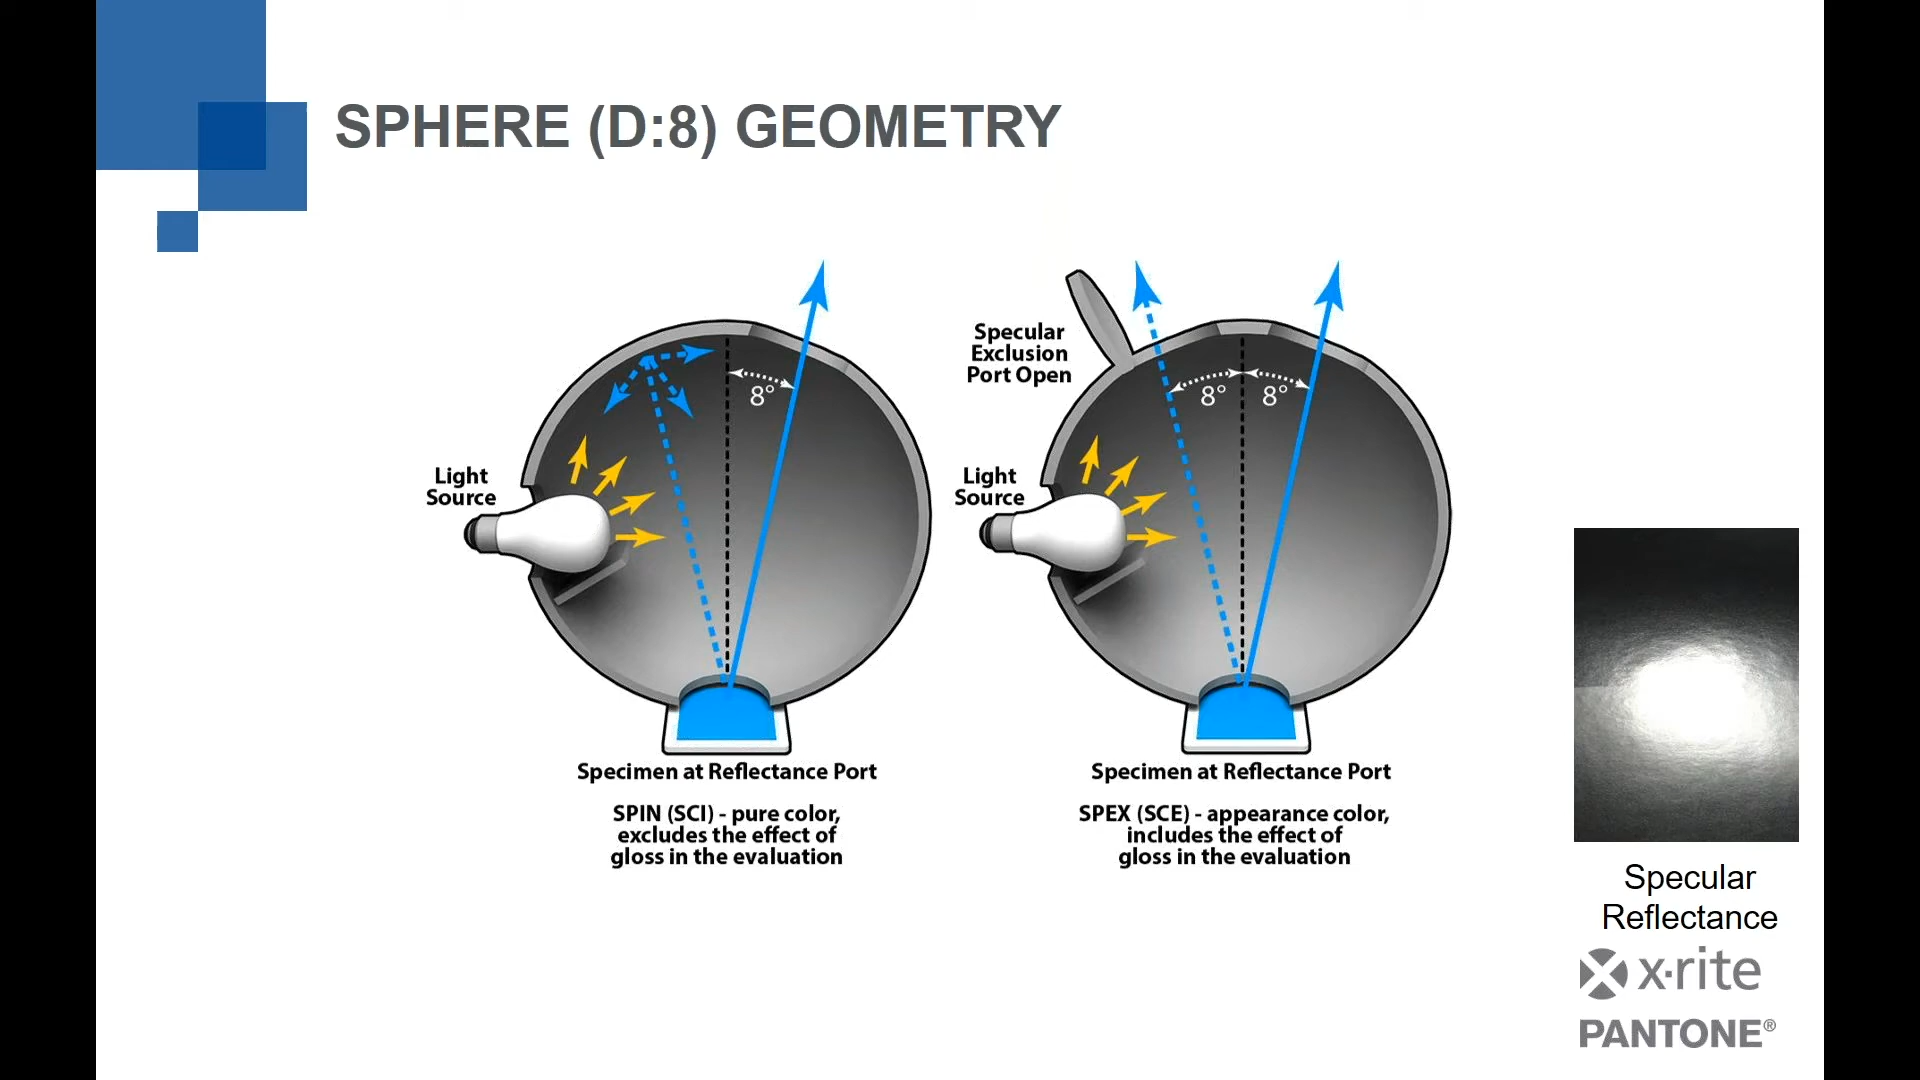 SPHERE (D:8) GEOMETRY
8°
Light
Source
Specimen at Reflectance Port
SPIN (SCI) - pure color,
excludes the effect of
gloss in the evaluation
Specular
Exclusion
Port Open
8°
8°
Light
Source
Specimen at Reflectance Port
SPEX (SCE) - appearance color,
includes the effect of
gloss in the evaluation
Specular
Reflectance
x·rite
PANTONE®